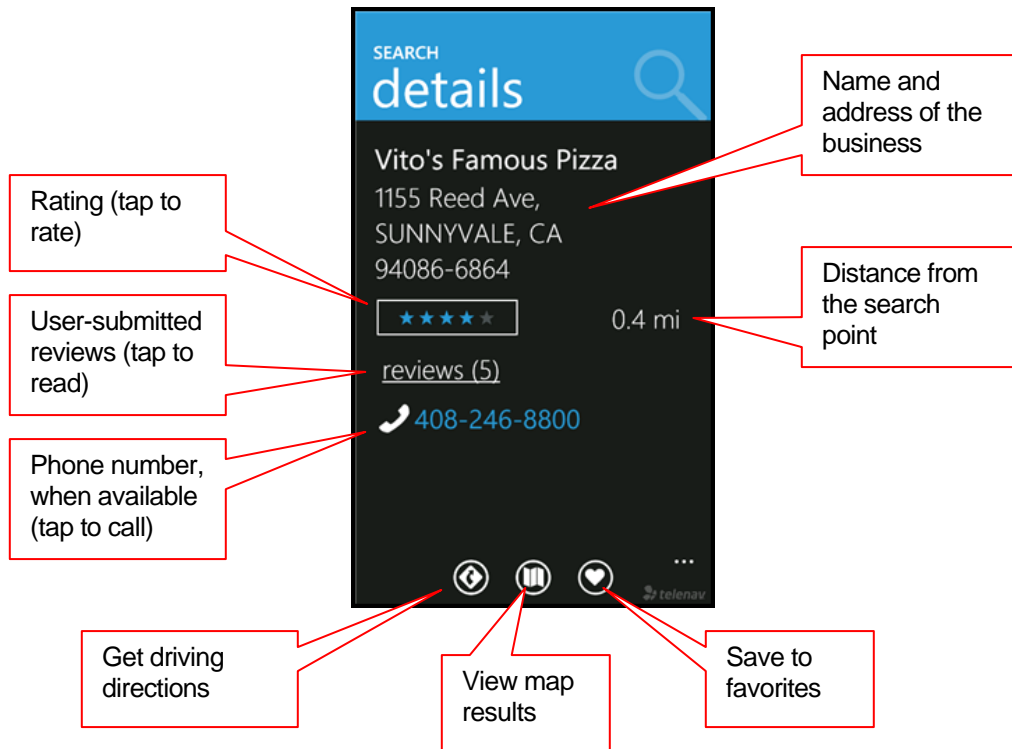 SEARCH
details
Vito's Famous Pizza
1155 Reed Ave,
SUNNYVALE, CA
94086-6864
0.4 mi
reviews (5)
408-246-8800
...
telenav
Name and
address of the
business
Rating (tap to
rate)
Distance from
the search
point
User-submitted
reviews (tap to
read)
Phone number,
when available
(tap to call)
Get driving
directions
View map
results
Save to
favorites